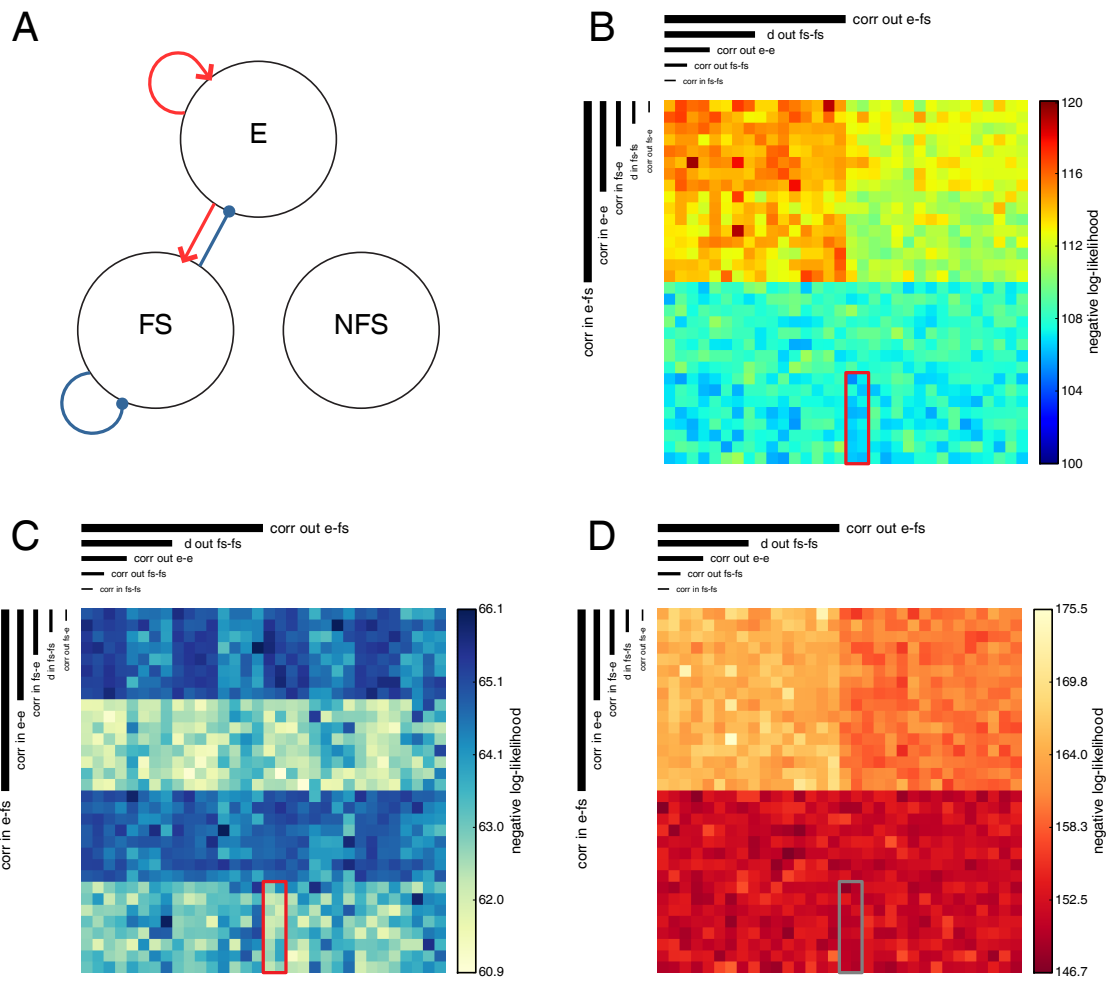 A
E
FS
NFS
B
corr out e-fs
d out fs-fs
corr out e-e
corr out fs-fs
corr in fs-fs
corr in e-fs
corr in e-e
corr in fs-e
d in fs-fs
corr out fs-e
120
116
112
108
104
100
negative log-likelihood
C
corr out e-fs
d out fs-fs
corr out e-e
corr out fs-fs
corr in fs-fs
corr in e-fs
corr in e-e
corr in fs-e
d in fs-fs
corr out fs-e
66.1
65.1
64.1
63.0
62.0
60.9
negative log-likelihood
D
corr out e-fs
d out fs-fs
corr out e-e
corr out fs-fs
corr in fs-fs
corr in e-fs
corr in e-e
corr in fs-e
d in fs-fs
corr out fs-e
175.5
169.8
164.0
158.3
152.5
146.7
negative log-likelihood